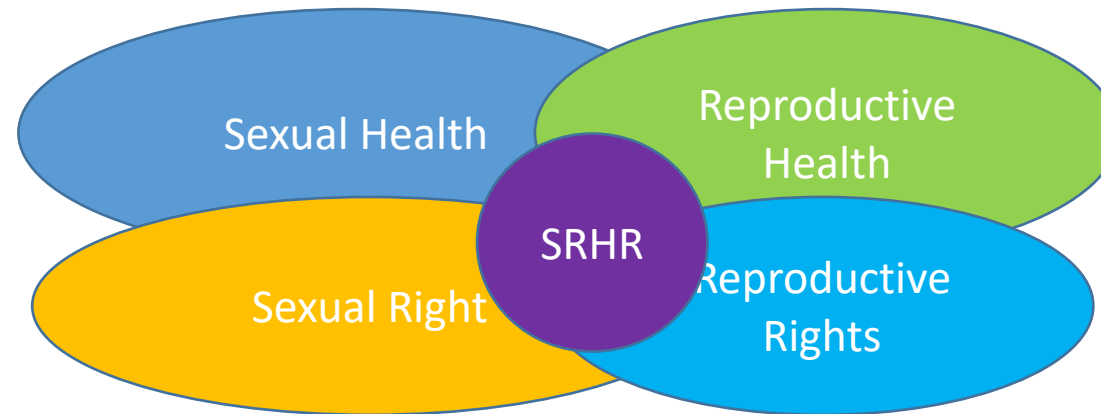 Sexual Health
Reproductive
Health
SRHR
Sexual Right
Reproductive
Rights